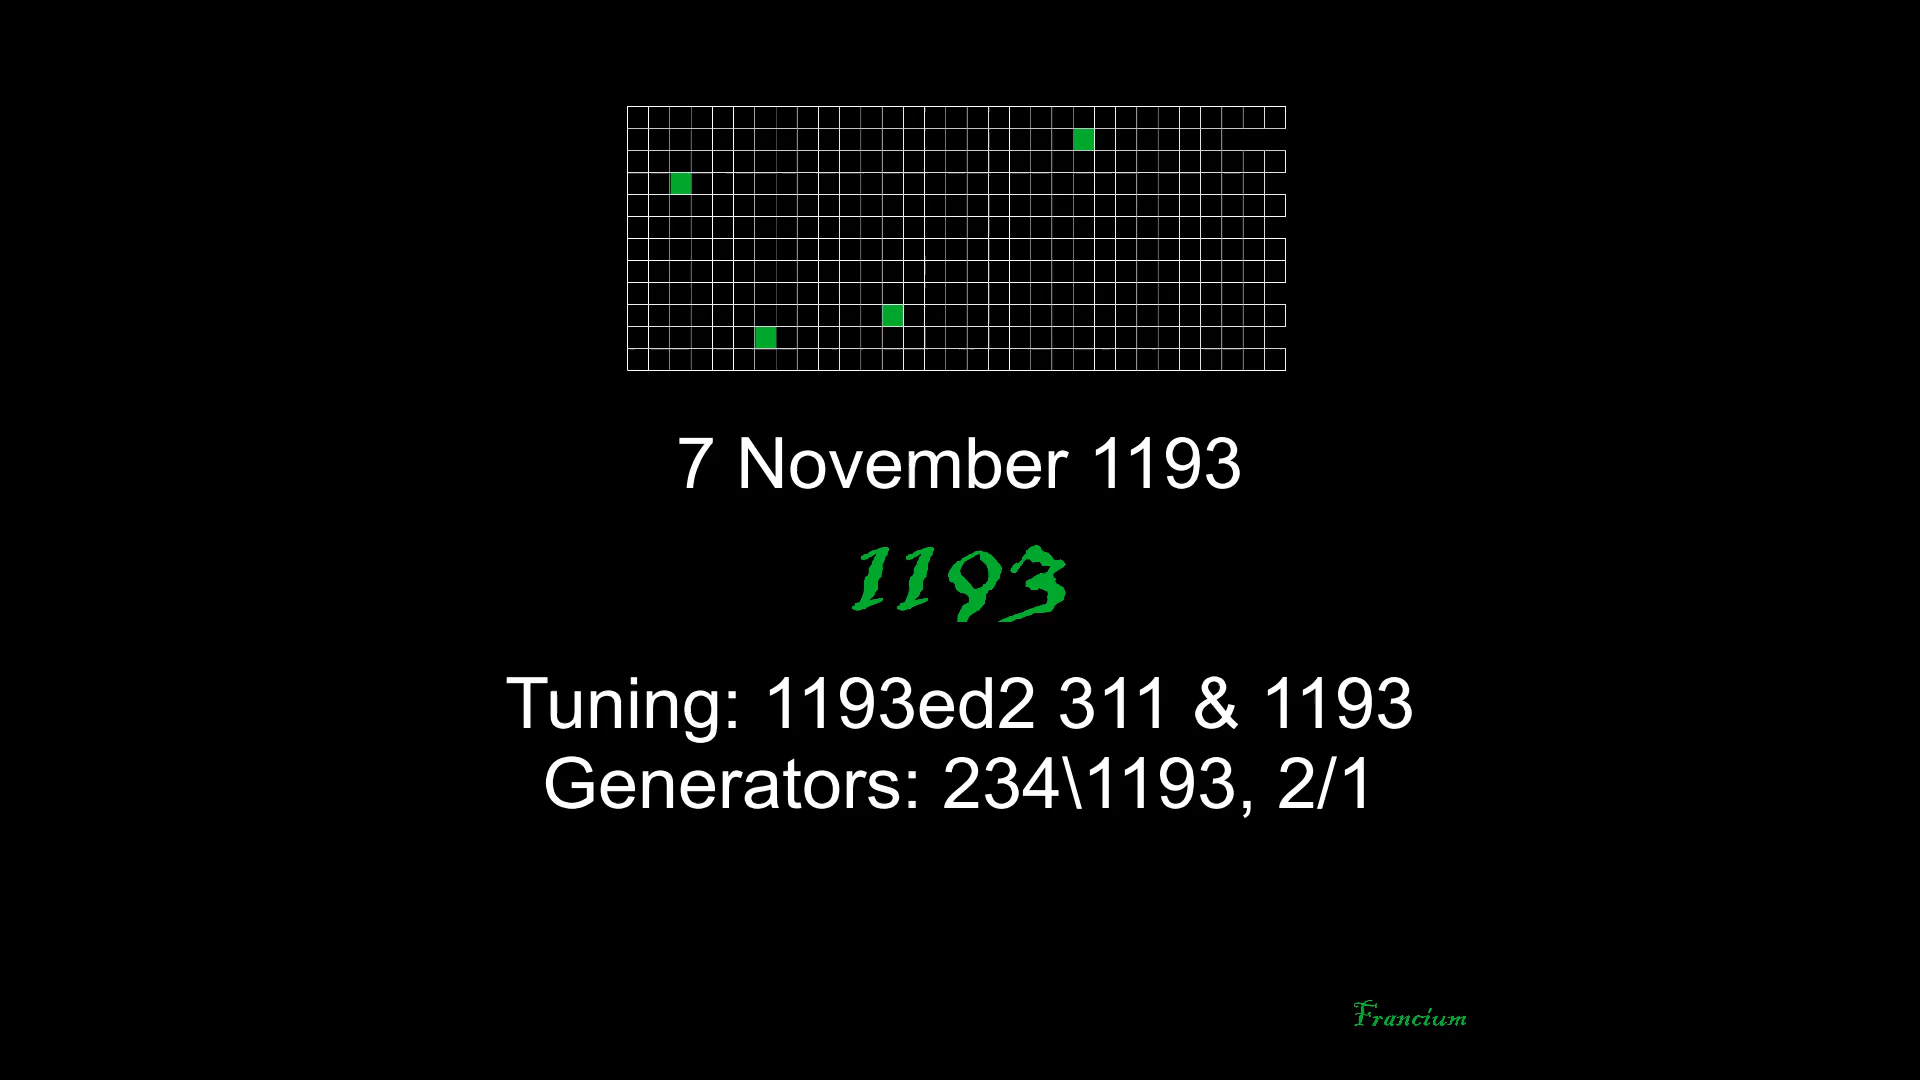 7 November 1193
1193
Tuning: 1193ed2 311 & 1193
Generators: 234\1193, 2/1
Francium